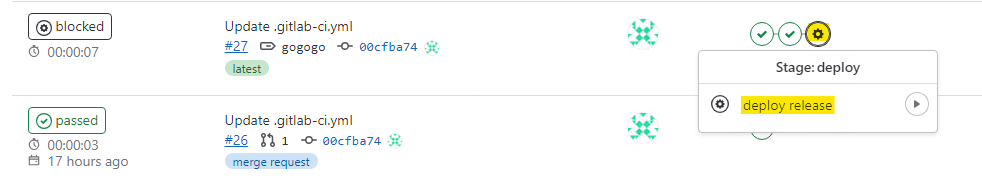 blocked
Update .gitlab-ci.yml
00:00:07
#27 gogogo 00cfba74
latest
Stage: deploy
deploy release
passed
Update .gitlab-ci.yml
00:00:03
#26 1 00cfba74
17 hours ago
merge request